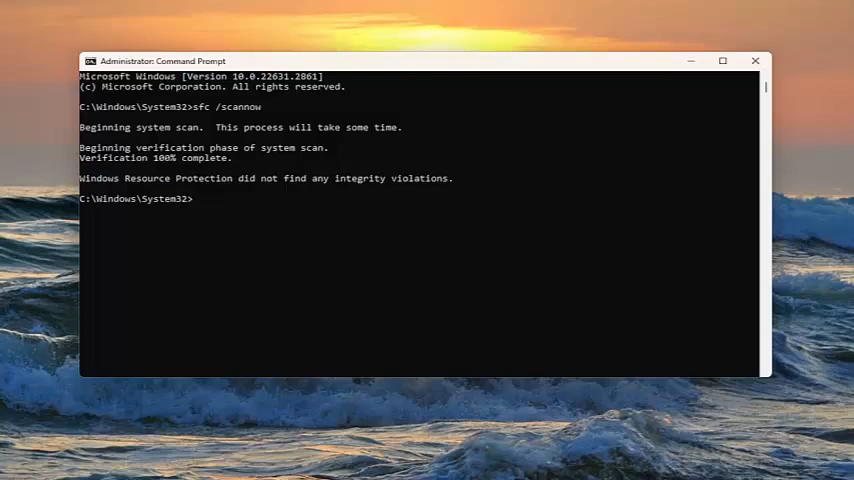 Administrator: Command Prompt
Microsoft Windows [Version 10.0.22631.2861]
(c) Microsoft Corporation. All rights reserved.
C:\Windows\System32>sfc /scannow
Beginning system scan.  This process will take some time.
Beginning verification phase of system scan.
Verification 100% complete.
Windows Resource Protection did not find any integrity violations.
C:\Windows\System32>